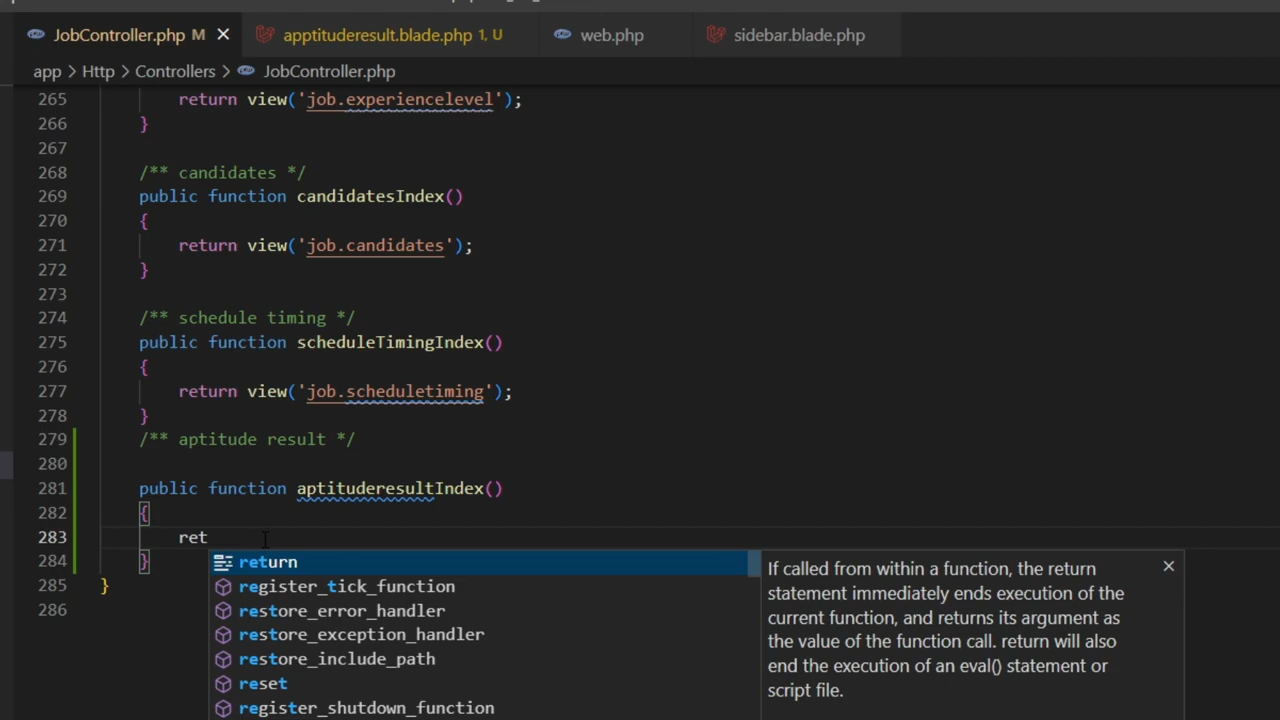 JobController.php M
apptituderesult.blade.php 1, U
web.php
sidebar.blade.php
app > Http > Controllers > JobController.php
265 return view('job.experiencelevel');
266 }
267
268 /** candidates */
269 public function candidatesIndex()
270 {
271 return view('job.candidates');
272 }
273
274 /** schedule timing */
275 public function scheduleTimingIndex()
276 {
277 return view('job.scheduletiming');
278 }
279 /** aptitude result */
280
281 public function aptituderesultIndex()
282 {
283 ret
284 }
285 }
286
return
register_tick_function
restore_error_handler
restore_exception_handler
restore_include_path
reset
register_shutdown_function
If called from within a function, the return
statement immediately ends execution of the
current function, and returns its argument as
the value of the function call. return will also
end the execution of an eval() statement or
script file.